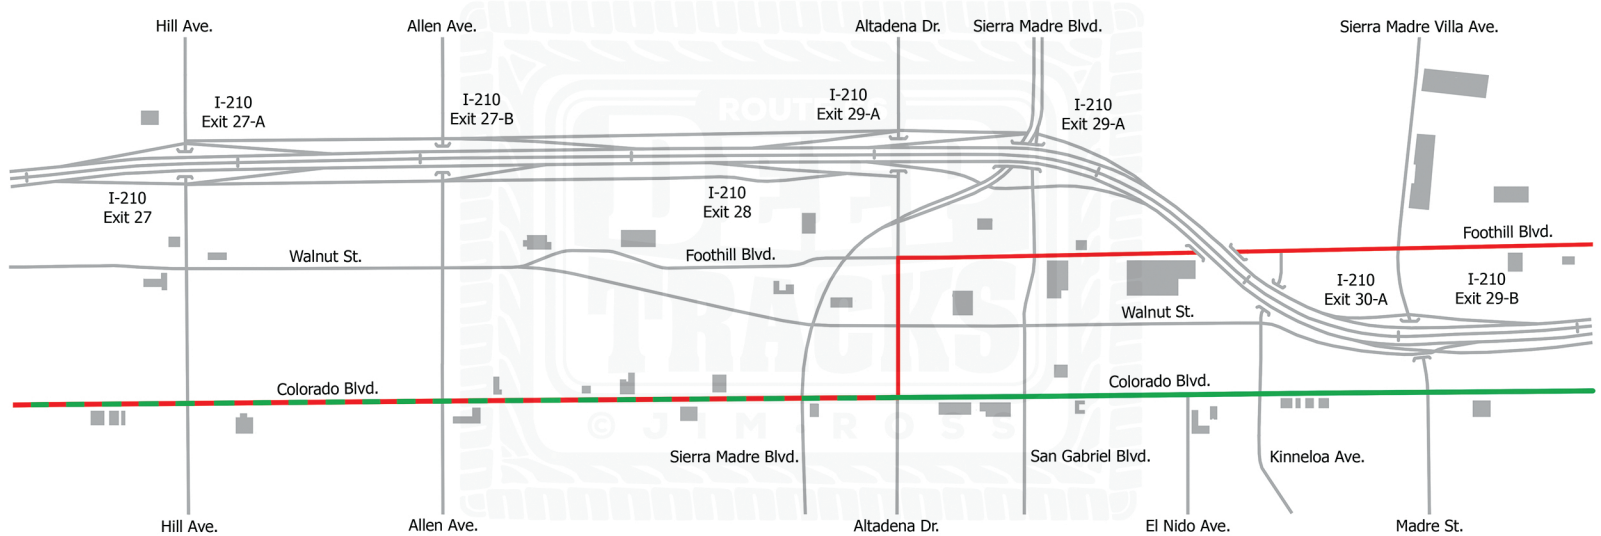 Hill Ave.
Allen Ave.
Altadena Dr.
Sierra Madre Blvd.
Sierra Madre Villa Ave.
I-210
Exit 27-A
I-210
Exit 27-B
I-210
Exit 29-A
I-210
Exit 29-A
I-210
Exit 27
I-210
Exit 28
Walnut St.
Foothill Blvd.
Foothill Blvd.
I-210
Exit 30-A
I-210
Exit 29-B
Walnut St.
Colorado Blvd.
Colorado Blvd.
Sierra Madre Blvd.
San Gabriel Blvd.
Kinneloa Ave.
Hill Ave.
Allen Ave.
Altadena Dr.
El Nido Ave.
Madre St.
TRACKS
© JIM ROSS